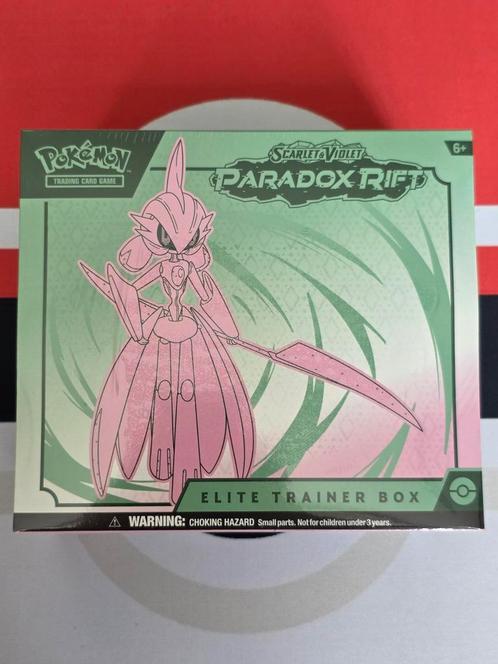 POKéMON
TRADING CARD GAME
SCARLET & VIOLET
PARADOX RIFT
6+
ELITE TRAINER BOX
⚠ WARNING: CHOKING HAZARD Small parts. Not for children under 3 years.